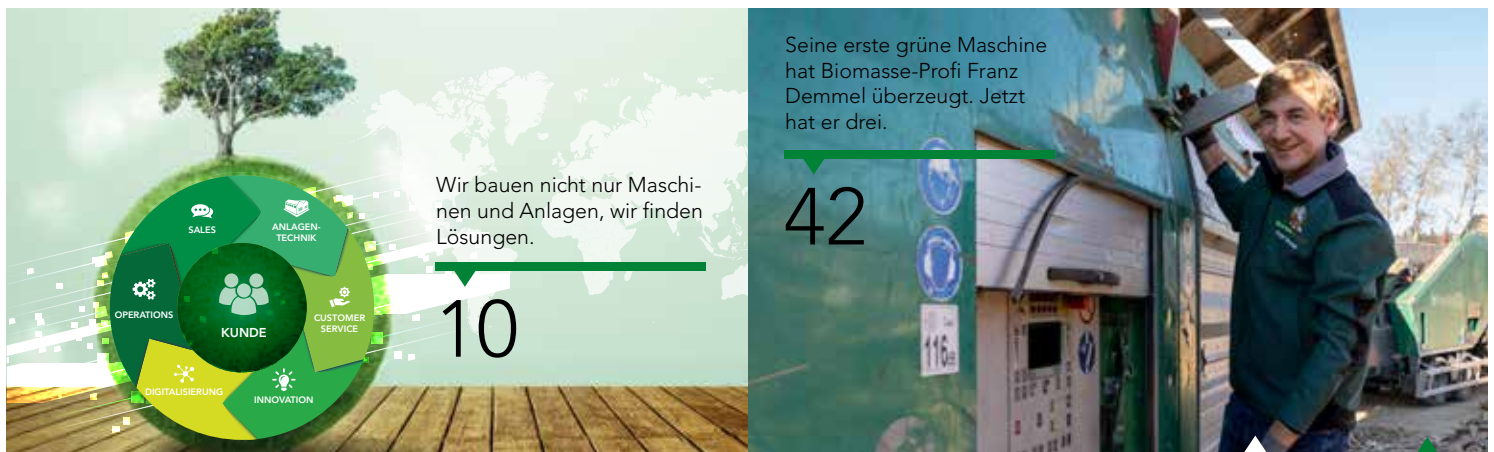 SALES
ANLAGEN-
TECHNIK
CUSTOMER
SERVICE
INNOVATION
DIGITALISIERUNG
OPERATIONS
KUNDE
Wir bauen nicht nur Maschi-
nen und Anlagen, wir finden
Lösungen.
10
Seine erste grüne Maschine
hat Biomasse-Profi Franz
Demmel überzeugt. Jetzt
hat er drei.
42
116